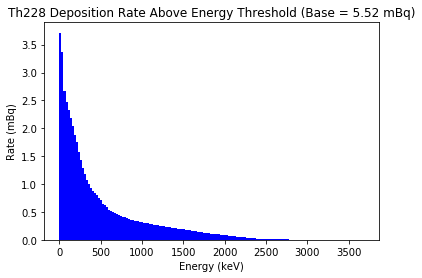 Th228 Deposition Rate Above Energy Threshold (Base = 5.52 mBq)
3.5
3.0
2.5
2.0
1.5
1.0
0.5
0.0
Rate (mBq)
0 500 1000 1500 2000 2500 3000 3500
Energy (keV)